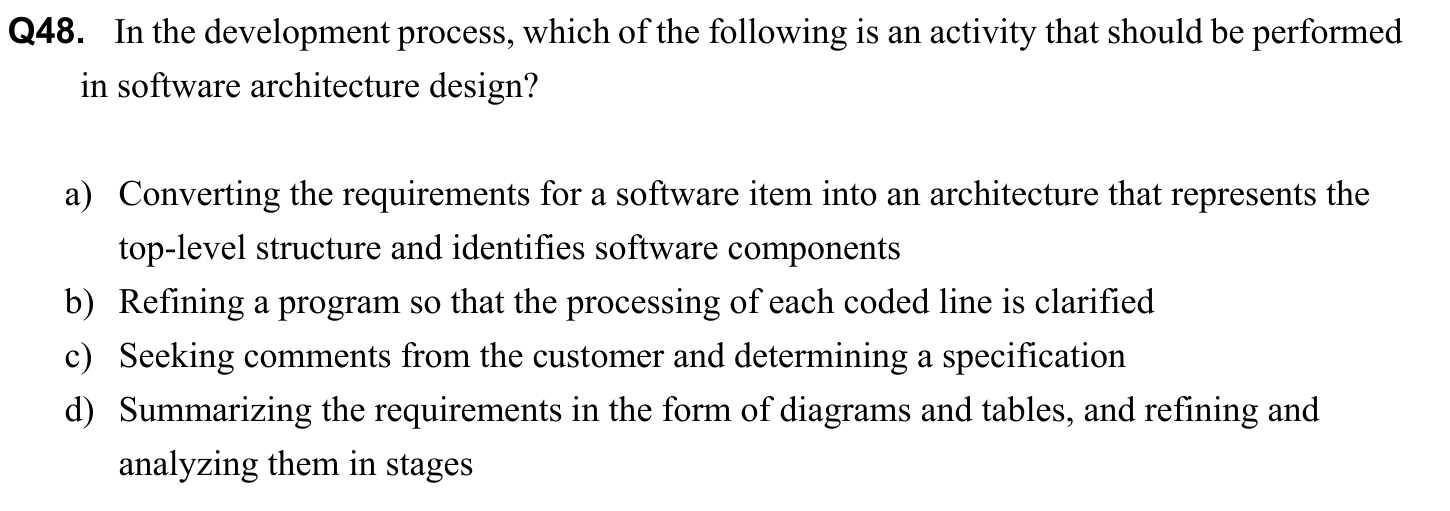 Q48. In the development process, which of the following is an activity that should be performed
in software architecture design?
a) Converting the requirements for a software item into an architecture that represents the
top-level structure and identifies software components
b) Refining a program so that the processing of each coded line is clarified
c) Seeking comments from the customer and determining a specification
d) Summarizing the requirements in the form of diagrams and tables, and refining and
analyzing them in stages